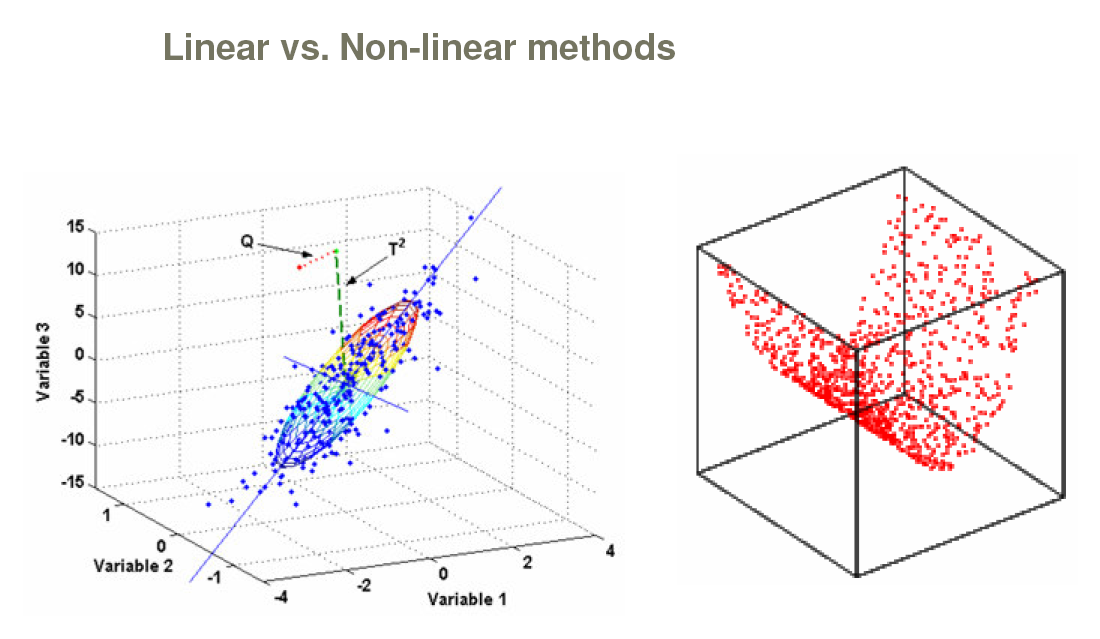 Linear vs. Non-linear methods
15
10
5
0
-5
-10
-15
Variable 3
Q
T²
1
0
-1
Variable 2
-4
-2
0
2
4
Variable 1